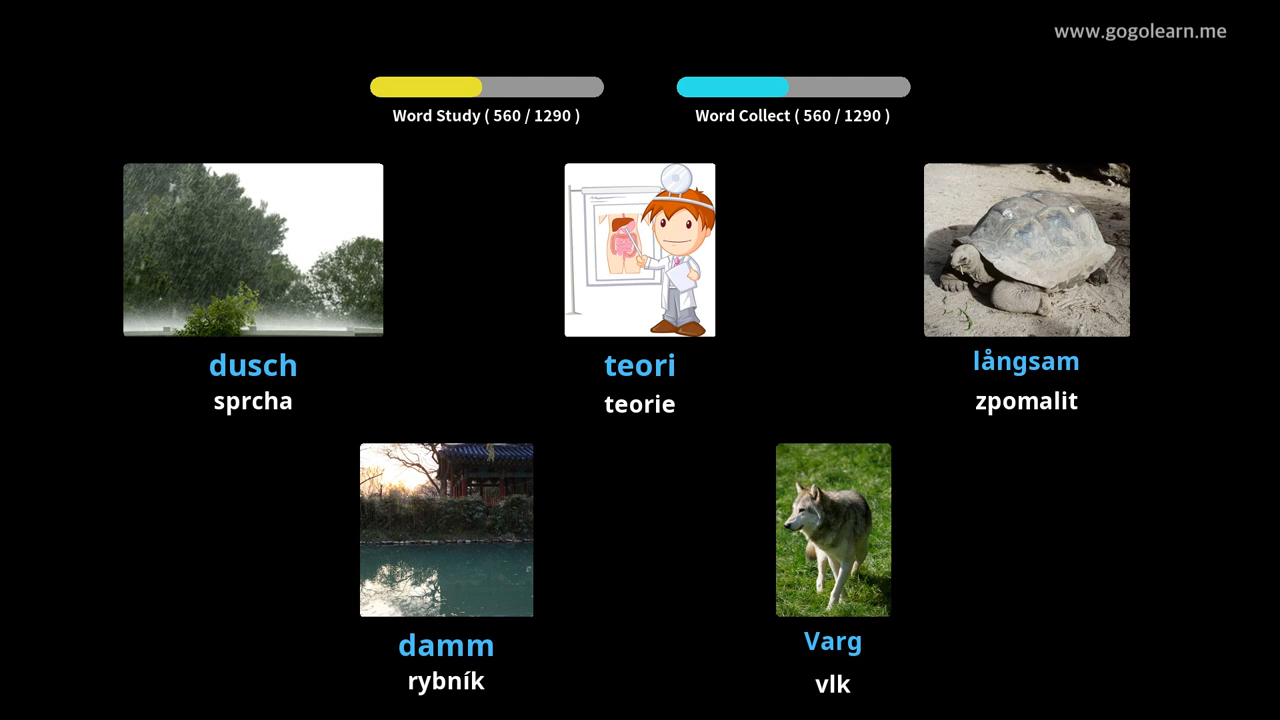 www.gogolearn.me
Word Study ( 560 / 1290 )
Word Collect ( 560 / 1290 )
dusch
sprcha
teori
teorie
långsam
zpomalit
damm
rybník
Varg
vlk